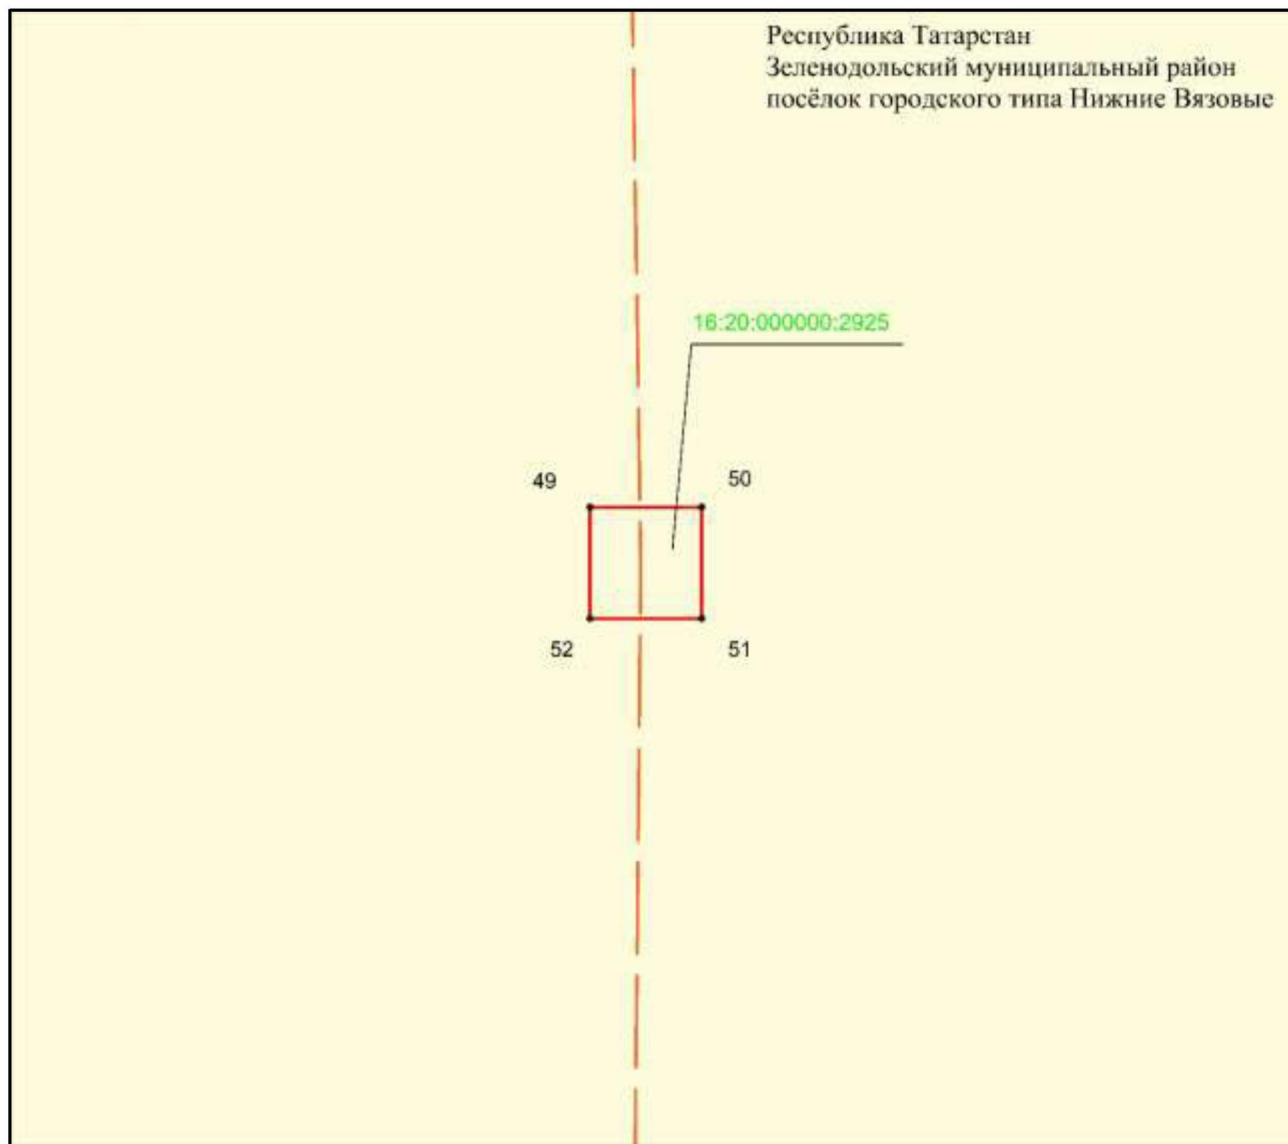 Республика Татарстан
Зеленодольский муниципальный район
посёлок городского типа Нижние Вязовые
16:20:000000:2925
49
50
52
51